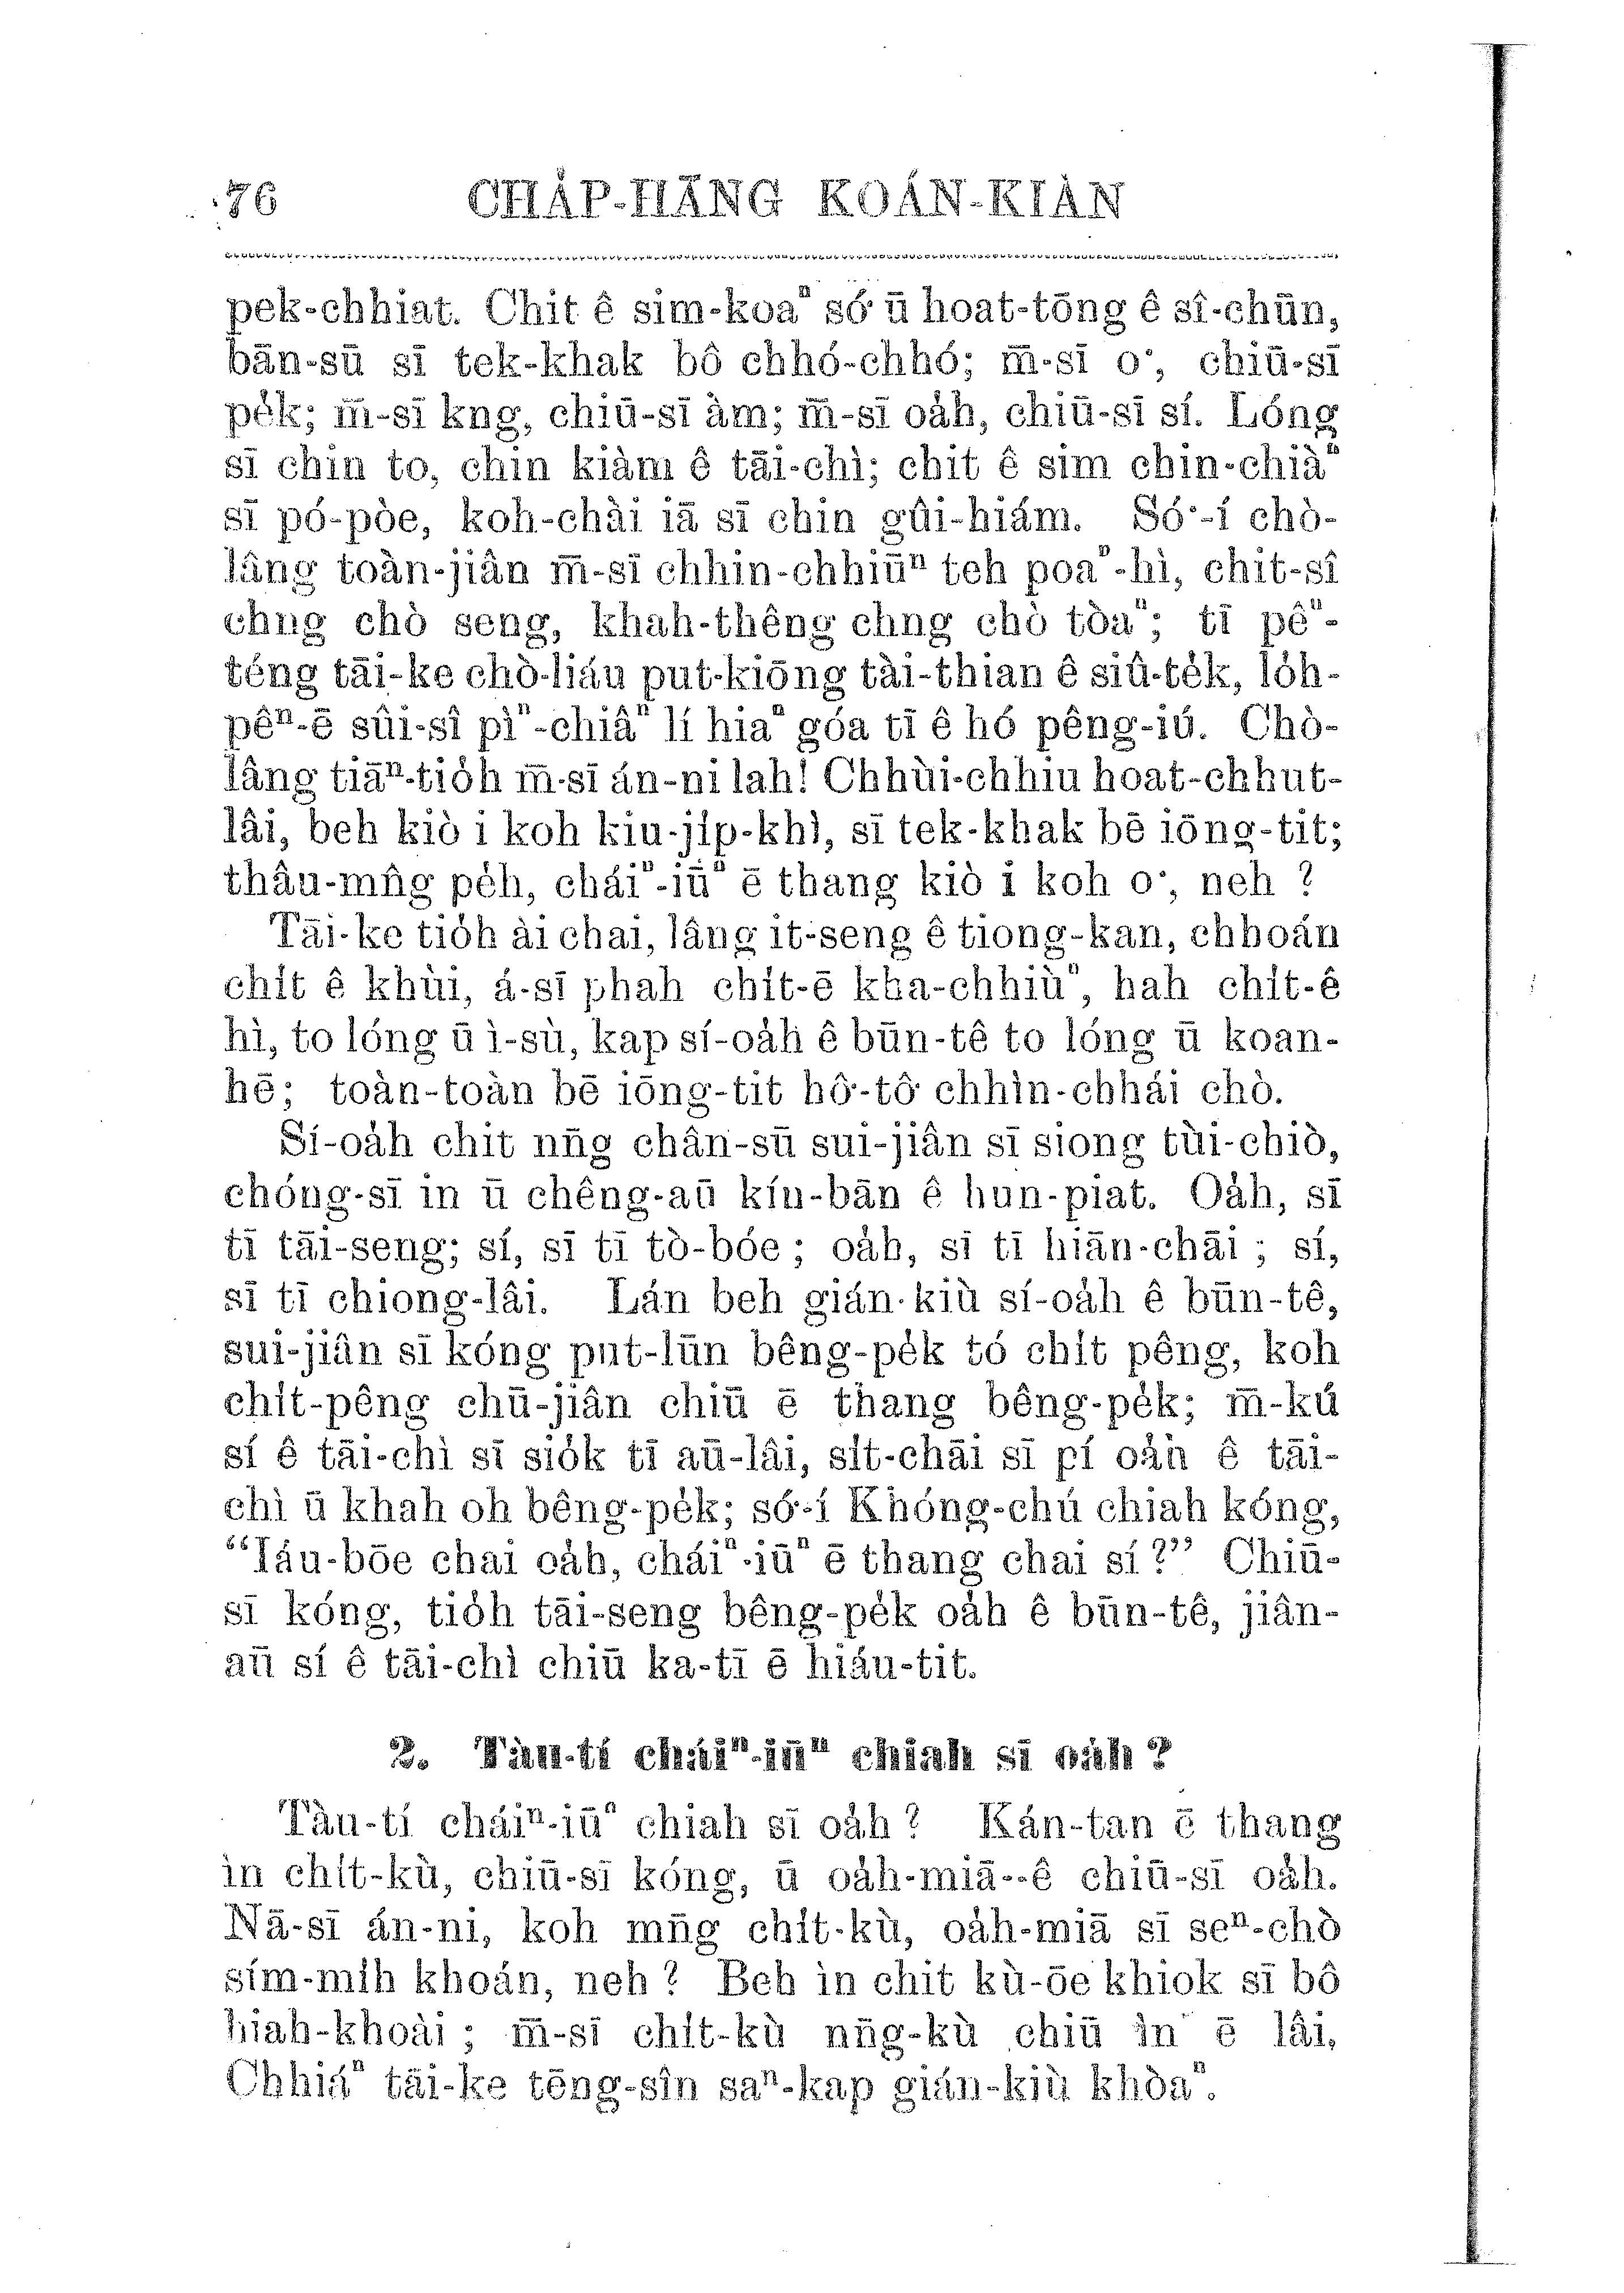 76 CHA̍P-HĀNG KOÁN-KIÀN
pek-chhiat. Chit ê sim-koaⁿ só͘ ū hoat-tōng ê sî-chūn,
bān-sū sī tek-khak bô chhó-chhó; m̄-sī o͘, chiū-sī
pe̍k; m̄-sī kng, chiū-sī àm; m̄-sī oa̍h, chiū-sī sí. Lóng
sī chin to, chin kiàm ê tāi-chì; chit ê sim chin-chiàⁿ
sī pó-pòe, koh-chài iā sī chin gûi-hiám. Só͘-í chò-
lâng toàn-jiân m̄-sī chhin-chhiūⁿ teh poaⁿ-hì, chit-sî
chng chò seng, khah-thêng chng chò tòaⁿ; tī pêⁿ-
téng tāi-ke chò-liáu put-kiōng tài-thian ê siû-te̍k, lo̍h-
pêⁿ-ē sûi-sî pìⁿ-chiâⁿ lí hiaⁿ góa tī ê hó pêng-iú. Chò-
lâng tiāⁿ-tio̍h m̄-sī án-ni lah! Chhùi-chhiu hoat-chhut-
lâi, beh kiò i koh kiu-ji̍p-khì, sī tek-khak bē iōng-tit;
thâu-mn̂g pe̍h, cháiⁿ-iūⁿ ē thang kiò i koh o͘, neh ?
Tāi-ke tio̍h ài chai, lâng it-seng ê tiong-kan, chhoán
chi̍t ê khùi, á-sī phah chi̍t-ē kha-chhiùⁿ, hah chi̍t-ê
hì, to lóng ū ì-sù, kap sí-oa̍h ê būn-tê to lóng ū koan-
hē; toàn-toàn bē iōng-tit hô͘-tô͘ chhìn-chhái chò.
Sí-oa̍h chit nn̄g chân-sū sui-jiân sī siong tùi-chiò,
chóng-sī in ū chêng-aū kín-bān ê hun-piat. Oa̍h, sī
tī tāi-seng; sí, sī tī tò-bóe; oa̍h, sī tī hiān-chāi; sí,
sī tī chiong-lâi. Lán beh gián-kiù sí-oa̍h ê būn-tê,
sui-jiân sī kóng put-lūn bêng-pe̍k tó chi̍t pêng, koh
chi̍t-pêng chū-jiân chiū ē thang bêng-pe̍k; m̄-kú
sí ê tāi-chì sī sio̍k tī aū-lâi, si̍t-chāi sī pí oa̍h ê tāi-
chì ū khah oh bêng-pe̍k; só͘-í Khóng-chú chiah kóng,
“Iáu-bōe chai oa̍h, cháiⁿ-iūⁿ ē thang chai sí ?” Chiū-
sī kóng, tio̍h tāi-seng bêng-pe̍k oa̍h ê būn-tê, jiân-
aū sí ê tāi-chì chiū ka-tī ē hiáu-tit.
2. Tàu-tí cháiⁿ-iūⁿ chiah sī oa̍h ?
Tàu-tí cháiⁿ-iūⁿ chiah sī oa̍h ? Kán-tan ē thang
ìn chi̍t-kù, chiū-sī kóng, ū oa̍h-miā--ê chiū-sī oa̍h.
Nā-sī án-ni, koh mn̄g chi̍t-kù, oa̍h-miā sī seⁿ-chò
sím-mi̍h khoán, neh ? Beh ìn chit kù-ōe khiok sī bô
hiah-khoài; m̄-sī chi̍t-kù nn̄g-kù chiū ìn ē lâi,
Chhiáⁿ tāi-ke tēng-sîn saⁿ-kap gián-kiù khòaⁿ.